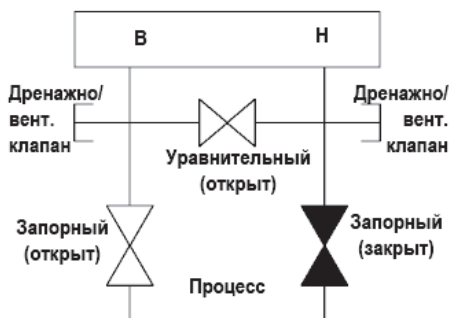 В Н
Дренажно/
вент.
клапан
Дренажно/
вент.
клапан
Уравнительный
(открыт)
Запорный
(открыт)
Запорный
(закрыт)
Процесс